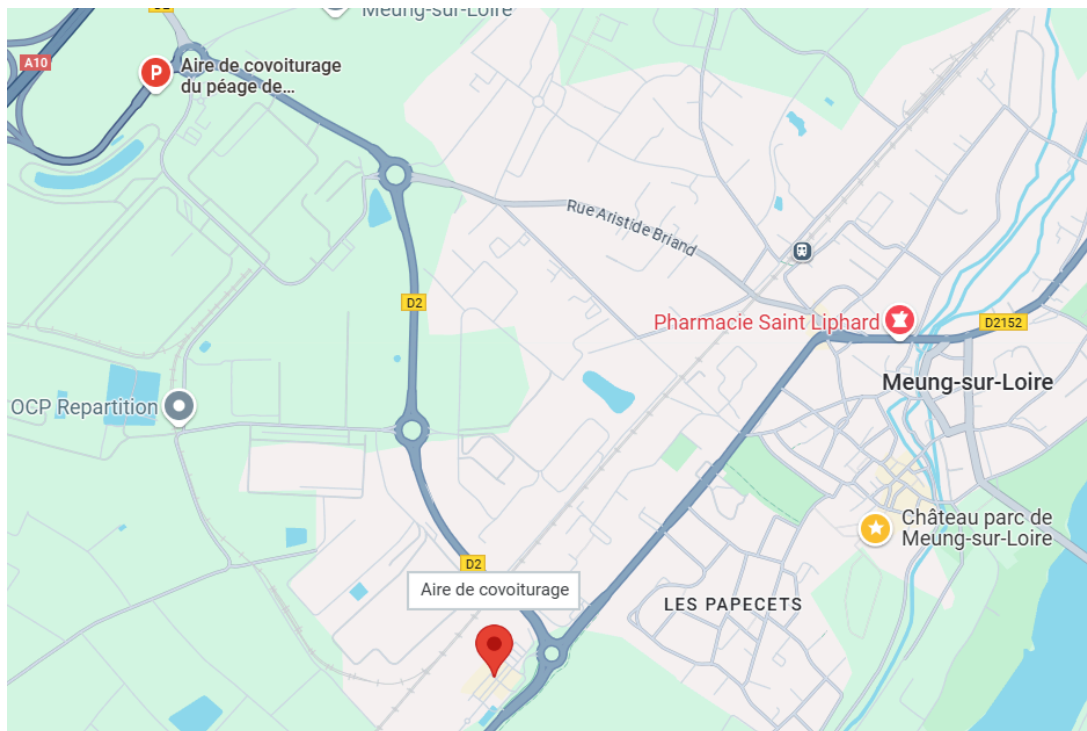 D2
Meung-sur-Loire
A10
P
Aire de covoiturage
du péage de...
Rue Aristide Briand
D2
Pharmacie Saint Liphard
D2152
Meung-sur-Loire
OCP Repartition
Château parc de
Meung-sur-Loire
D2
Aire de covoiturage
LES PAPECETS